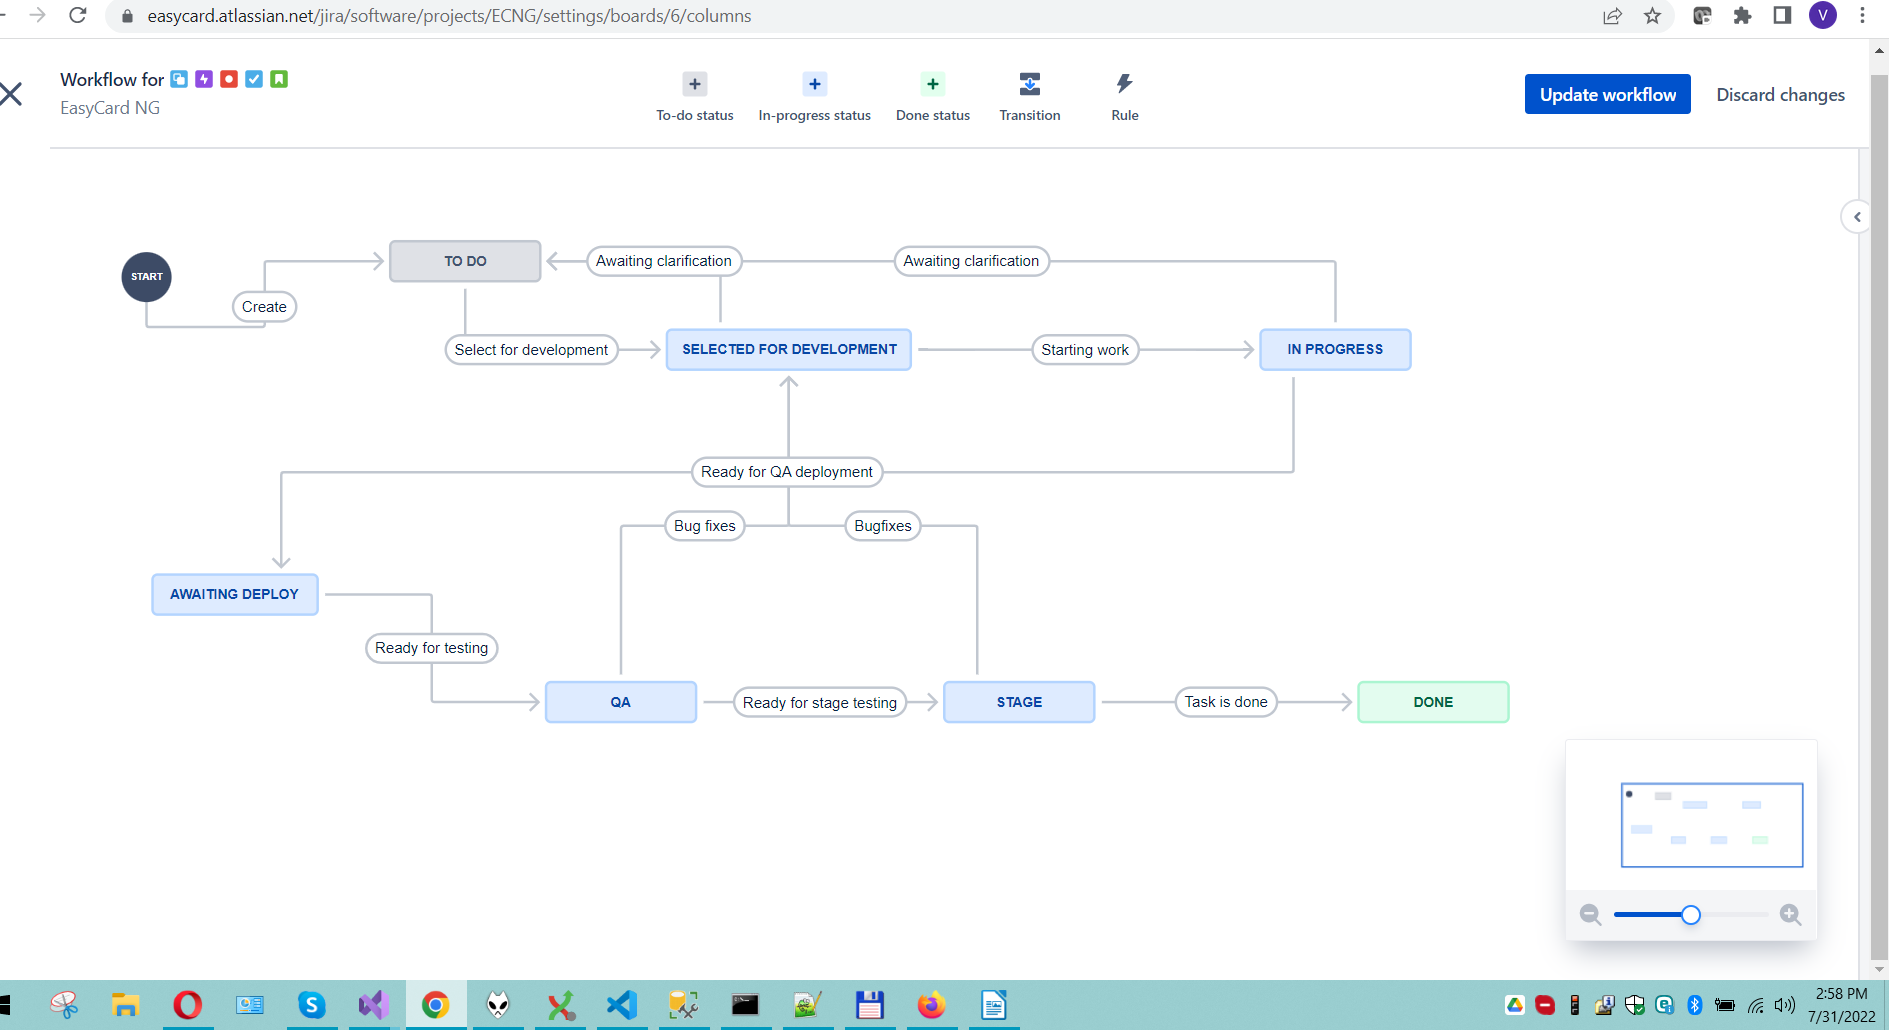 easycard.atlassian.net/jira/software/projects/ECNG/settings/boards/6/columns
V
Workflow for
EasyCard NG
To-do status
In-progress status
Done status
Transition
Rule
Update workflow
Discard changes
START
Create
TO DO
Awaiting clarification
Awaiting clarification
Select for development
SELECTED FOR DEVELOPMENT
Starting work
IN PROGRESS
Ready for QA deployment
Bug fixes
Bugfixes
AWAITING DEPLOY
Ready for testing
QA
Ready for stage testing
STAGE
Task is done
DONE
2:58 PM
7/31/2022